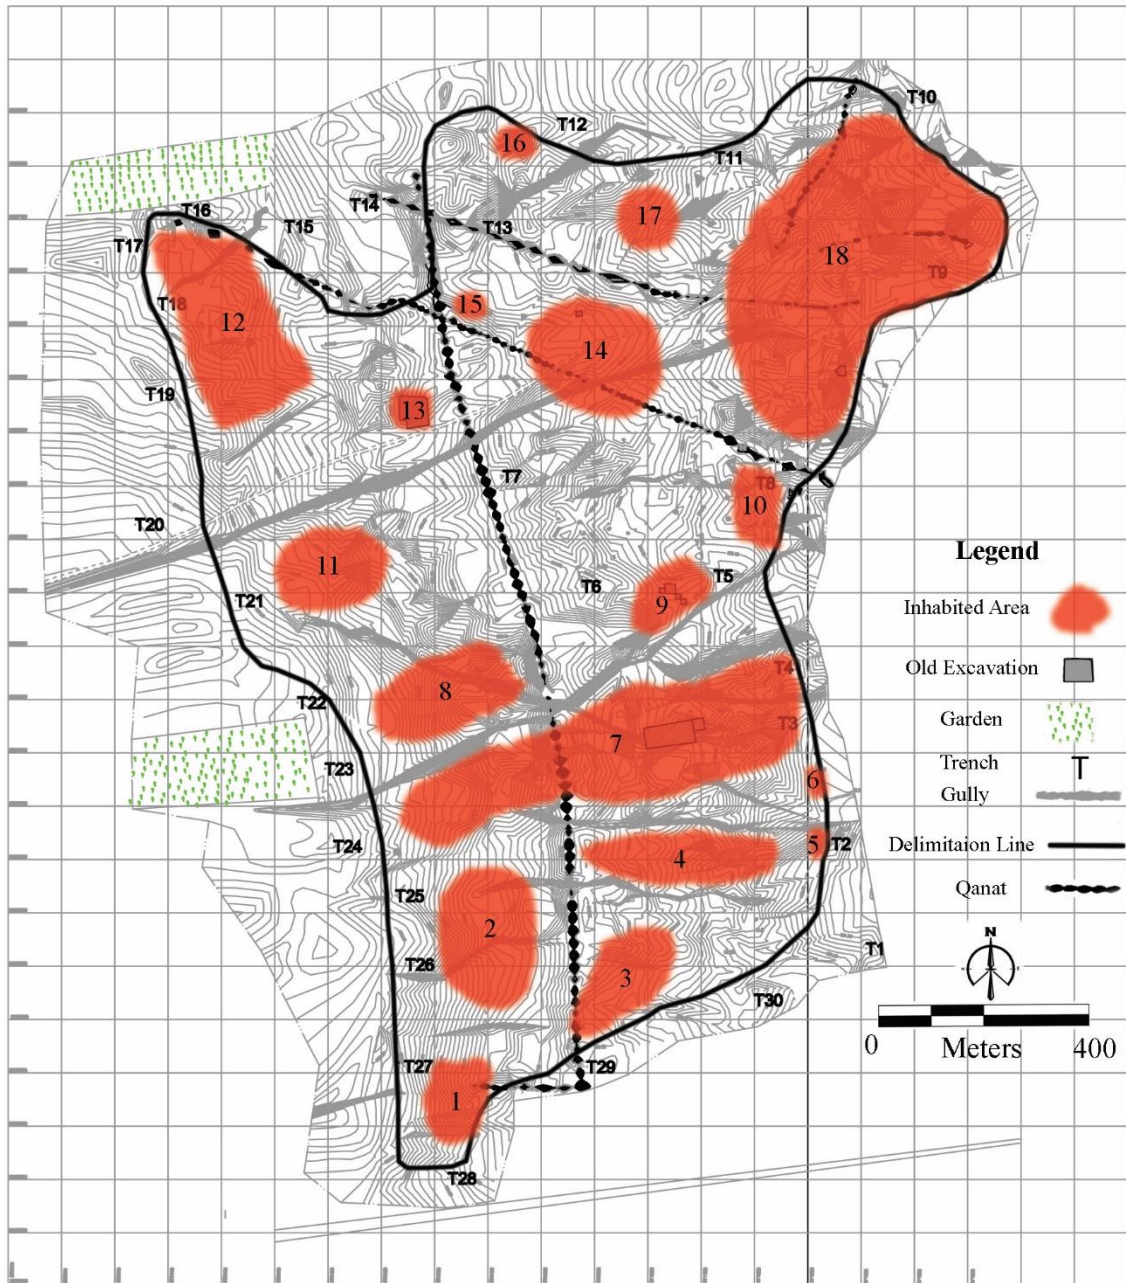 T10
T12
16
T11
T16
T15
T14
T13
17
T17
18
T9
T18
15
12
14
T19
13
T7
T8
10
T20
Legend
11
T6
T5
T21
9
Inhabited Area
T4
8
Old Excavation
T22
T3
7
Garden
T23
Trench
T
6
Gully
T24
5
T2
Delimitaion Line
4
T25
Qanat
2
N
T26
3
T1
T30
0
Meters
400
T27
T29
1
T28